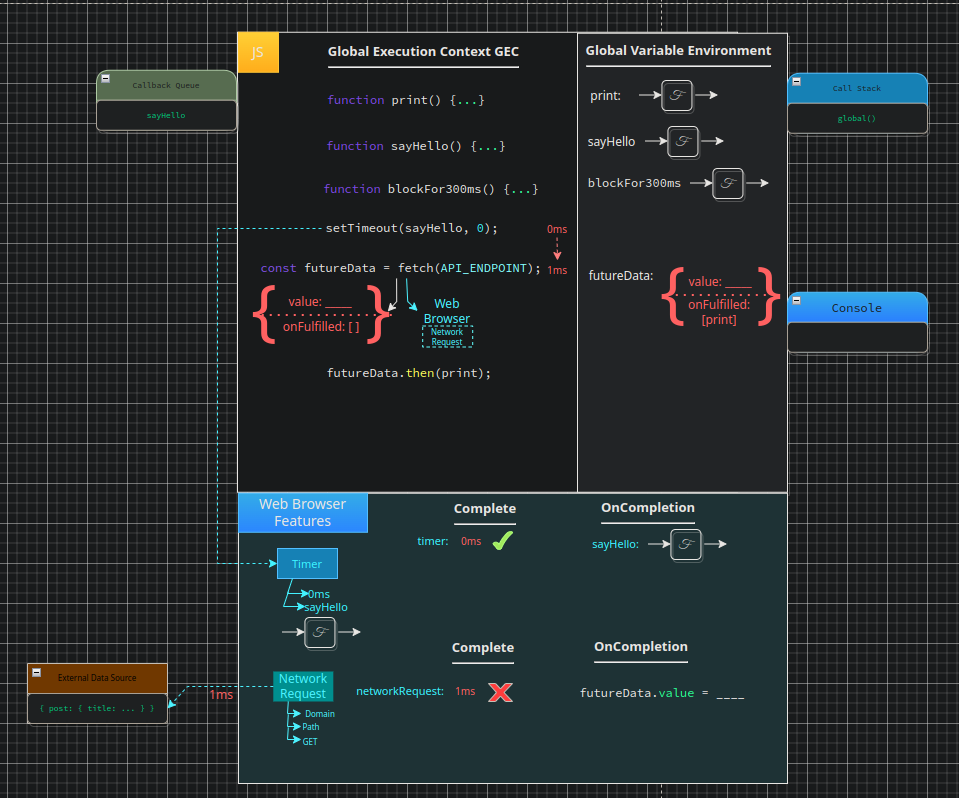 JS
Global Execution Context GEC
Global Variable Environment
Callback Queue
sayHello
Call Stack
global()
function print() {...}
function sayHello() {...}
function blockFor300ms() {...}
setTimeout(sayHello, 0);
0ms
const futureData = fetch(API_ENDPOINT);
1ms
value: ____
onFulfilled: [ ]
Web
Browser
Network
Request
futureData.then(print);
print:
ℱ
sayHello
ℱ
blockFor300ms
ℱ
futureData:
value: ____
onFulfilled:
[print]
Console
Web Browser
Features
Complete
OnCompletion
timer: 0ms
sayHello:
ℱ
Timer
0ms
sayHello
ℱ
Complete
OnCompletion
External Data Source
{ post: { title: ... } }
1ms
Network
Request
networkRequest: 1ms
futureData.value = ____
Domain
Path
GET